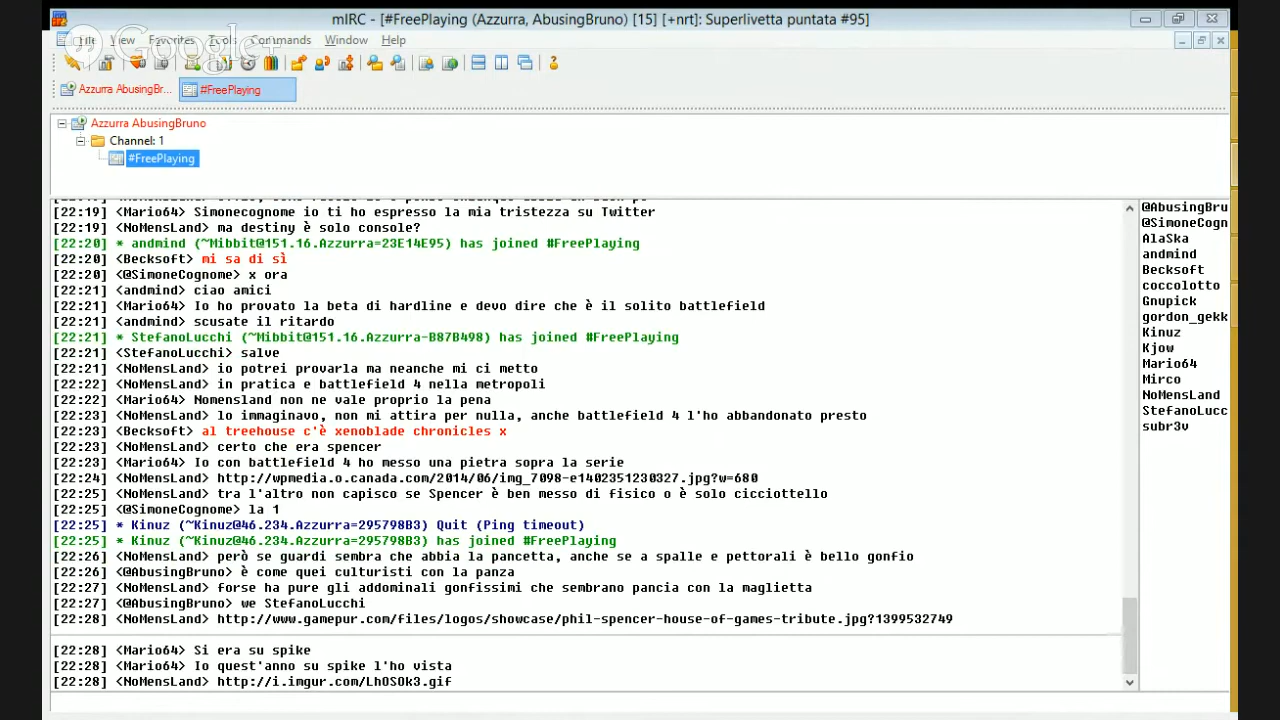 mIRC - [#FreePlaying (Azzurra, AbusingBruno) [15] [+nrt]: Superlivetta puntata #95]
File View Favorites Tools Commands Window Help
Google+
Azzurra AbusingBr... #FreePlaying
Azzurra AbusingBruno
Channel: 1
#FreePlaying
[22:19] <Mario64> Simonecognome io ti ho espresso la mia tristezza su Twitter
[22:19] <NoMensLand> ma destiny è solo console?
[22:20] * andmind (~Mibbit@151.16.Azzurra=23E14E95) has joined #FreePlaying
[22:20] <Becksoft> mi sa di sì
[22:20] <@SimoneCognome> x ora
[22:21] <andmind> ciao amici
[22:21] <Mario64> Io ho provato la beta di hardline e devo dire che è il solito battlefield
[22:21] <andmind> scusate il ritardo
[22:21] * StefanoLucchi (~Mibbit@151.16.Azzurra-B87B498) has joined #FreePlaying
[22:21] <StefanoLucchi> salve
[22:21] <NoMensLand> io potrei provarla ma neanche mi ci metto
[22:22] <NoMensLand> in pratica e battlefield 4 nella metropoli
[22:22] <Mario64> Nomensland non ne vale proprio la pena
[22:23] <NoMensLand> lo immaginavo, non mi attira per nulla, anche battlefield 4 l'ho abbandonato presto
[22:23] <Becksoft> al treehouse c'è xenoblade chronicles x
[22:23] <NoMensLand> certo che era spencer
[22:23] <Mario64> Io con battlefield 4 ho messo una pietra sopra la serie
[22:24] <NoMensLand> http://wpmedia.o.canada.com/2014/06/img_7098-e1402351230327.jpg?w=680
[22:25] <NoMensLand> tra l'altro non capisco se Spencer è ben messo di fisico o è solo cicciottello
[22:25] <@SimoneCognome> la 1
[22:25] * Kinuz (~Kinuz@46.234.Azzurra=295798B3) Quit (Ping timeout)
[22:25] * Kinuz (~Kinuz@46.234.Azzurra=295798B3) has joined #FreePlaying
[22:26] <NoMensLand> però se guardi sembra che abbia la pancetta, anche se a spalle e pettorali è bello gonfio
[22:26] <@AbusingBruno> è come quei culturisti con la panza
[22:27] <NoMensLand> forse ha pure gli addominali gonfissimi che sembrano pancia con la maglietta
[22:27] <@AbusingBruno> we StefanoLucchi
[22:28] <NoMensLand> http://www.gamepur.com/files/logos/showcase/phil-spencer-house-of-games-tribute.jpg?1399532749
[22:28] <Mario64> Si era su spike
[22:28] <Mario64> Io quest'anno su spike l'ho vista
[22:28] <NoMensLand> http://i.imgur.com/LhOSOk3.gif
@AbusingBru
@SimoneCogn
AlaSka
andmind
Becksoft
coccolotto
Gnupick
gordon_gekk
Kinuz
Kjow
Mario64
Mirco
NoMensLand
StefanoLucc
subr3v